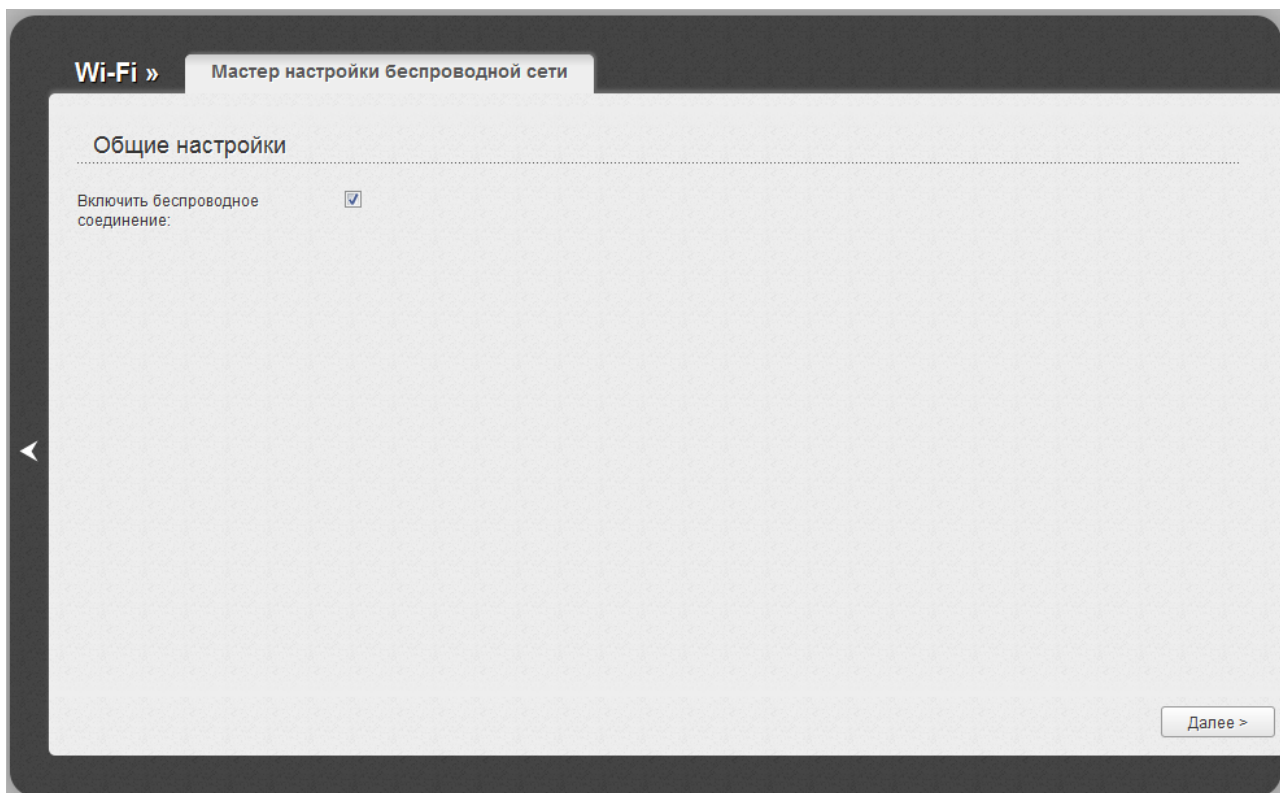 Wi-Fi »
Мастер настройки беспроводной сети
Общие настройки
Включить беспроводное
соединение:
Далее >